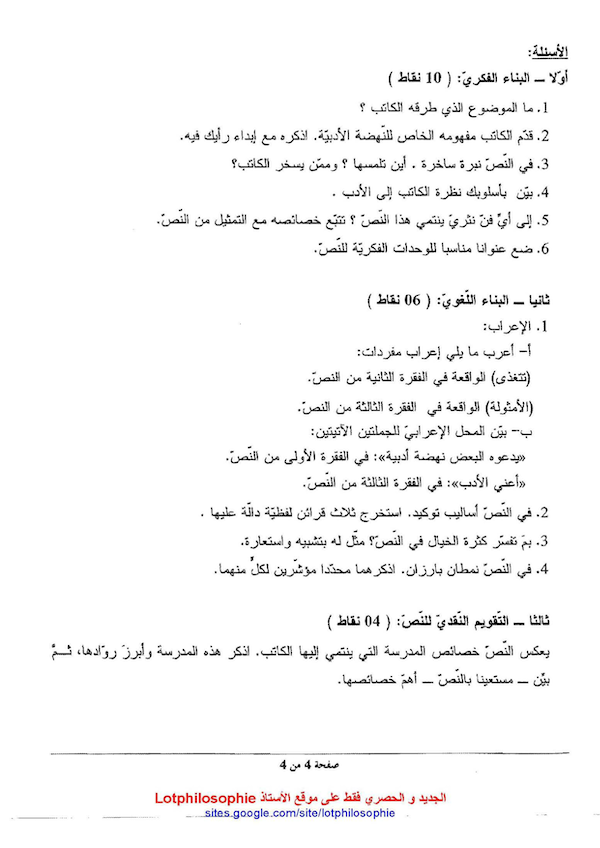 الأسئلة:
أوّلا ــ البناء الفكريّ: ( 10 نقاط )
1. ما الموضوع الذي طرقه الكاتب ؟
2. قدّم الكاتب مفهومه الخاص للنّهضة الأدبيّة. اذكره مع إبداء رأيك فيه.
3. في النّصّ نبرة ساخرة . أين تلمسها ؟ وممّن يسخر الكاتب؟
4. بيّن بأسلوبك نظرة الكاتب إلى الأدب .
5. إلى أيِّ فنّ نثريّ ينتمي هذا النّصّ ؟ تتبّع خصائصه مع التمثيل من النّصّ.
6. ضع عنوانا مناسبا للوحدات الفكريّة للنّصّ.
ثانيا ــ البناء اللّغويّ: ( 06 نقاط )
1. الإعراب:
أ- أعرب ما يلي إعراب مفردات:
(تتغذى) الواقعة في الفقرة الثانية من النصّ.
(الأمثولة) الواقعة في الفقرة الثالثة من النصّ.
ب- بيّن المحل الإعرابيّ للجملتين الآتيتين:
«يدعوه البعض نهضة أدبية»: في الفقرة الأولى من النّصّ.
«أعني الأدب»: في الفقرة الثالثة من النّصّ.
2. في النّصّ أساليب توكيد. استخرج ثلاث قرائن لفظيّة دالّة عليها .
3. بمَ تفسّر كثرة الخيال في النّصّ؟ مثّل له بتشبيه واستعارة.
4. في النّصّ نمطان بارزان. اذكرهما محدّدا مؤشّرين لكلٍّ منهما.
ثالثا ــ التّقويم النّقديّ للنّصّ: ( 04 نقاط )
يعكس النّصّ خصائص المدرسة التي ينتمي إليها الكاتب. اذكر هذه المدرسة وأبرزَ روّادها، ثــمَّ
بيِّن ــ مستعينا بالنّصّ ــ أهمّ خصائصها.
صفحة 4 من 4
الجديد و الحصري فقط على موقع الأستاذ Lotphilosophie
sites.google.com/site/lotphilosophie